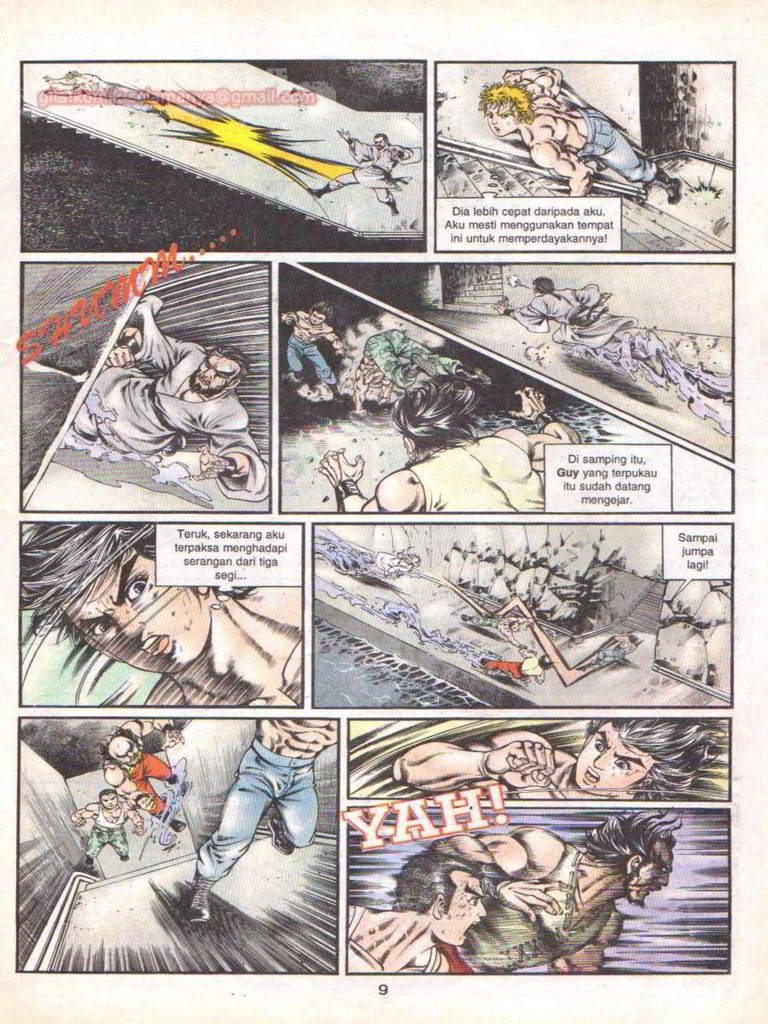 Dia lebih cepat daripada aku.
Aku mesti menggunakan tempat
ini untuk memperdayakannya!
SHUMMM......
Di samping itu,
Guy yang terpukau
itu sudah datang
mengejar.
Teruk, sekarang aku
terpaksa menghadapi
serangan dari tiga
segi...
Sampai
jumpa
lagi!
YAH!
9